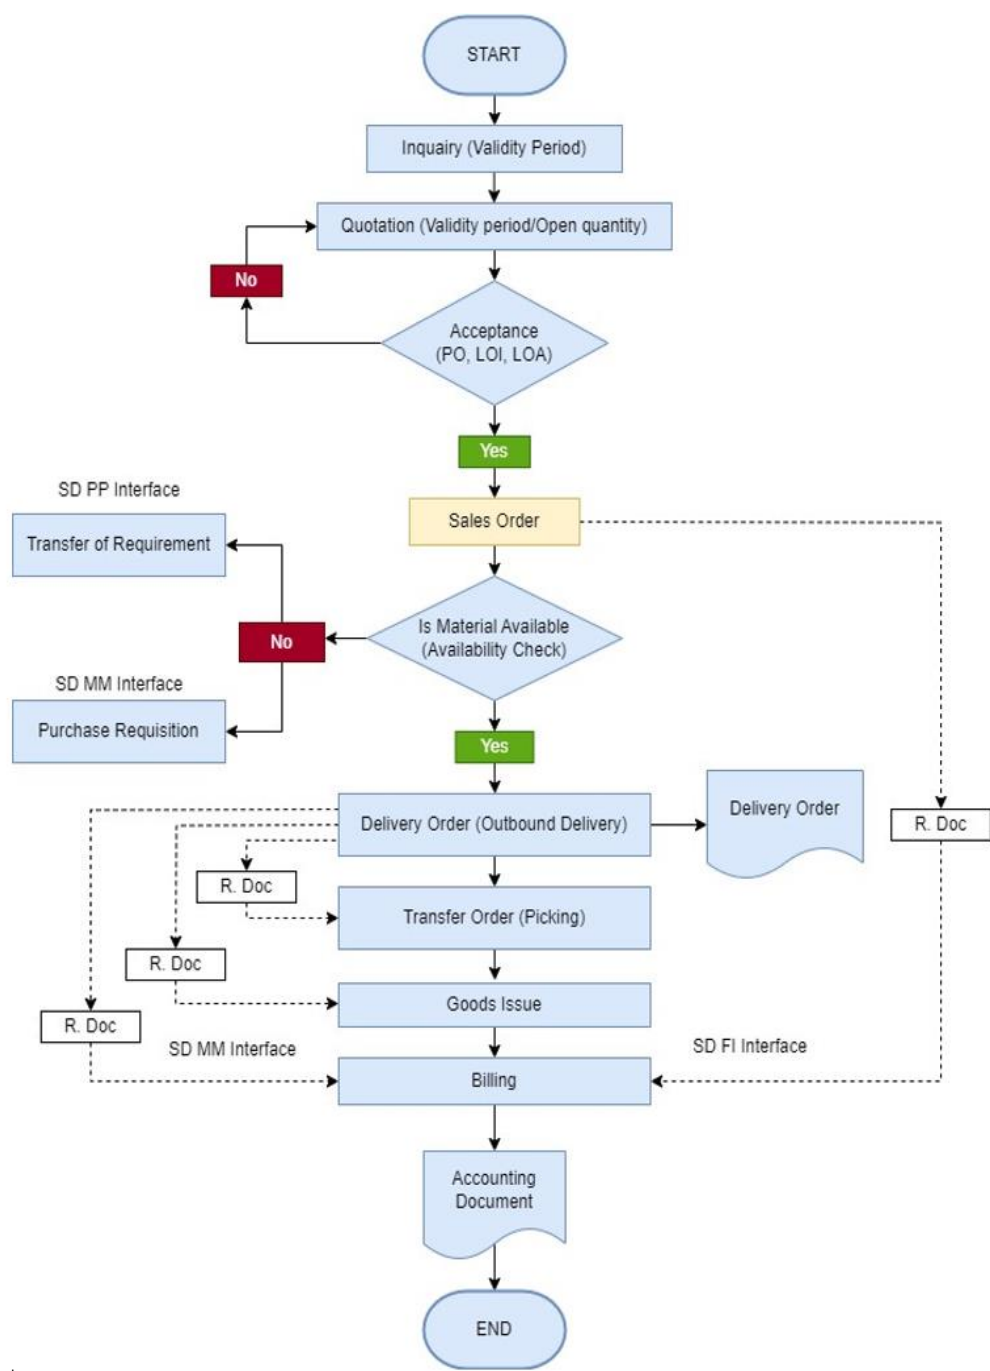 START
Inquairy (Validity Period)
Quotation (Validity period/Open quantity)
No
Acceptance
(PO, LOI, LOA)
Yes
SD PP Interface
Sales Order
Transfer of Requirement
Is Material Available
(Availability Check)
No
SD MM Interface
Purchase Requisition
Yes
Delivery Order (Outbound Delivery)
Delivery Order
R. Doc
R. Doc
Transfer Order (Picking)
R. Doc
Goods Issue
R. Doc
SD MM Interface
SD FI Interface
Billing
Accounting
Document
END